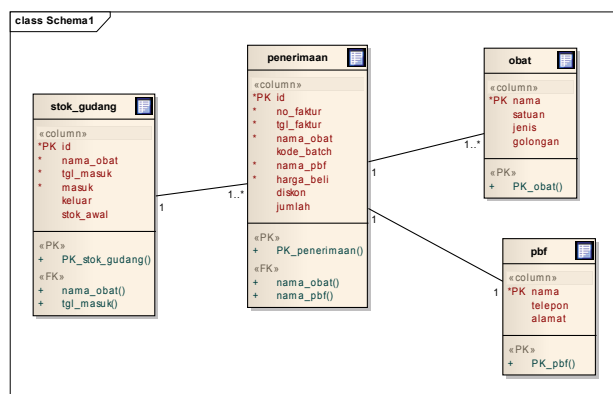 class Schema1
stok_gudang
«column»
*PK id
* nama_obat
* tgl_masuk
* masuk
keluar
stok_awal
«PK»
+ PK_stok_gudang()
«FK»
+ nama_obat()
+ tgl_masuk()
1
1..*
penerimaan
«column»
*PK id
* no_faktur
* tgl_faktur
* nama_obat
kode_batch
* nama_pbf
* harga_beli
diskon
jumlah
«PK»
+ PK_penerimaan()
«FK»
+ nama_obat()
+ nama_pbf()
1
1..*
1
1
obat
«column»
*PK nama
satuan
jenis
golongan
«PK»
+ PK_obat()
pbf
«column»
*PK nama
telepon
alamat
«PK»
+ PK_pbf()